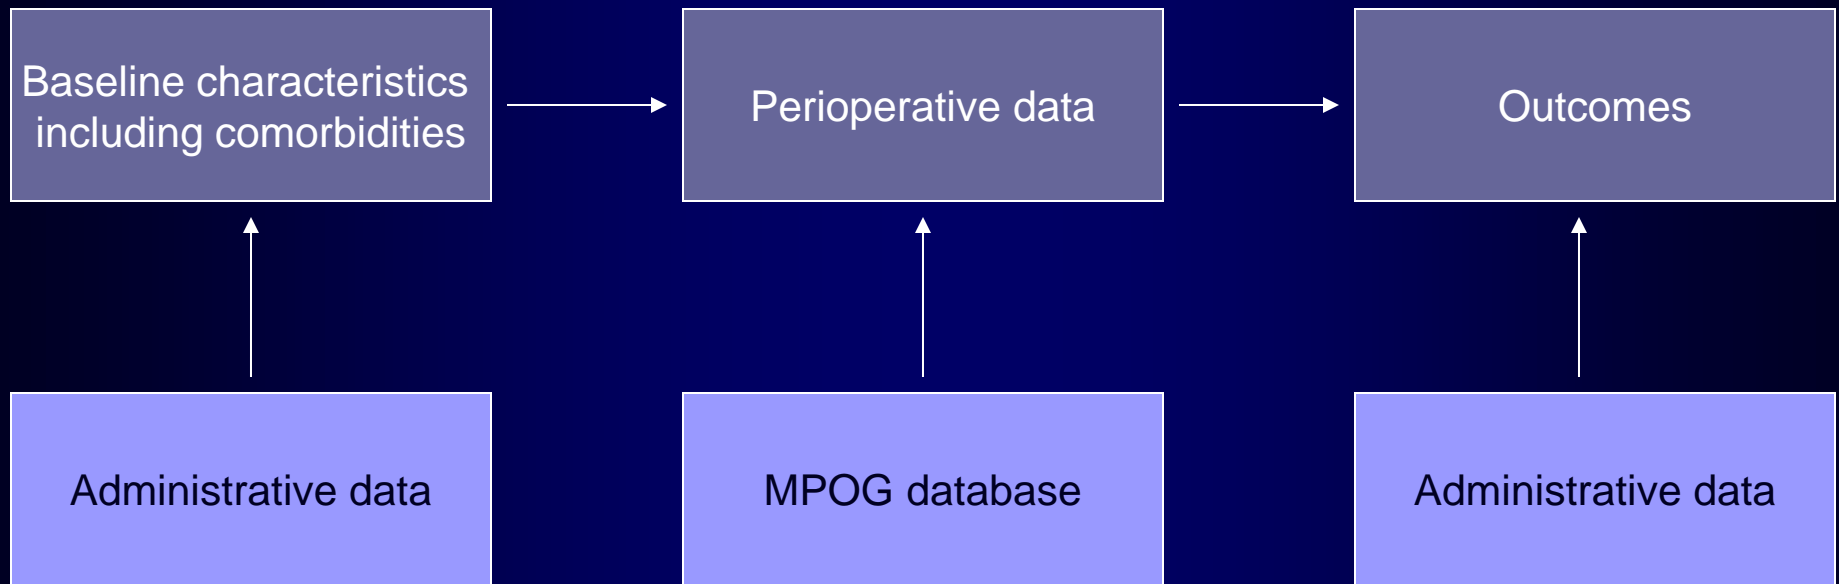 Baseline characteristics
including comorbidities
Perioperative data
Outcomes
Administrative data
MPOG database
Administrative data